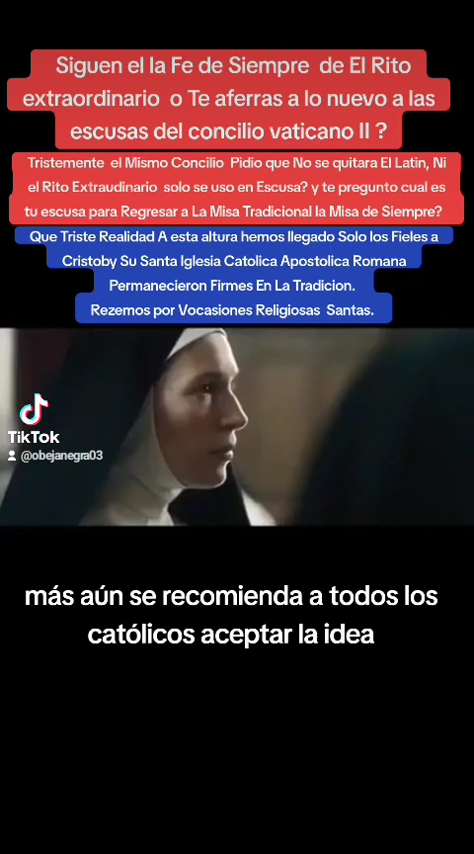 Siguen el la Fe de Siempre de El Rito
extraordinario o Te aferras a lo nuevo a las
escusas del concilio vaticano II ?
Tristemente el Mismo Concilio Pidio que No se quitara El Latin, Ni
el Rito Extraudinario solo se uso en Escusa? y te pregunto cual es
tu escusa para Regresar a La Misa Tradicional la Misa de Siempre?
Que Triste Realidad A esta altura hemos llegado Solo los Fieles a
Cristoby Su Santa Iglesia Catolica Apostolica Romana
Permanecieron Firmes En La Tradicion.
Rezemos por Vocasiones Religiosas Santas.
TikTok
@obejanegra03
más aún se recomienda a todos los
católicos aceptar la idea